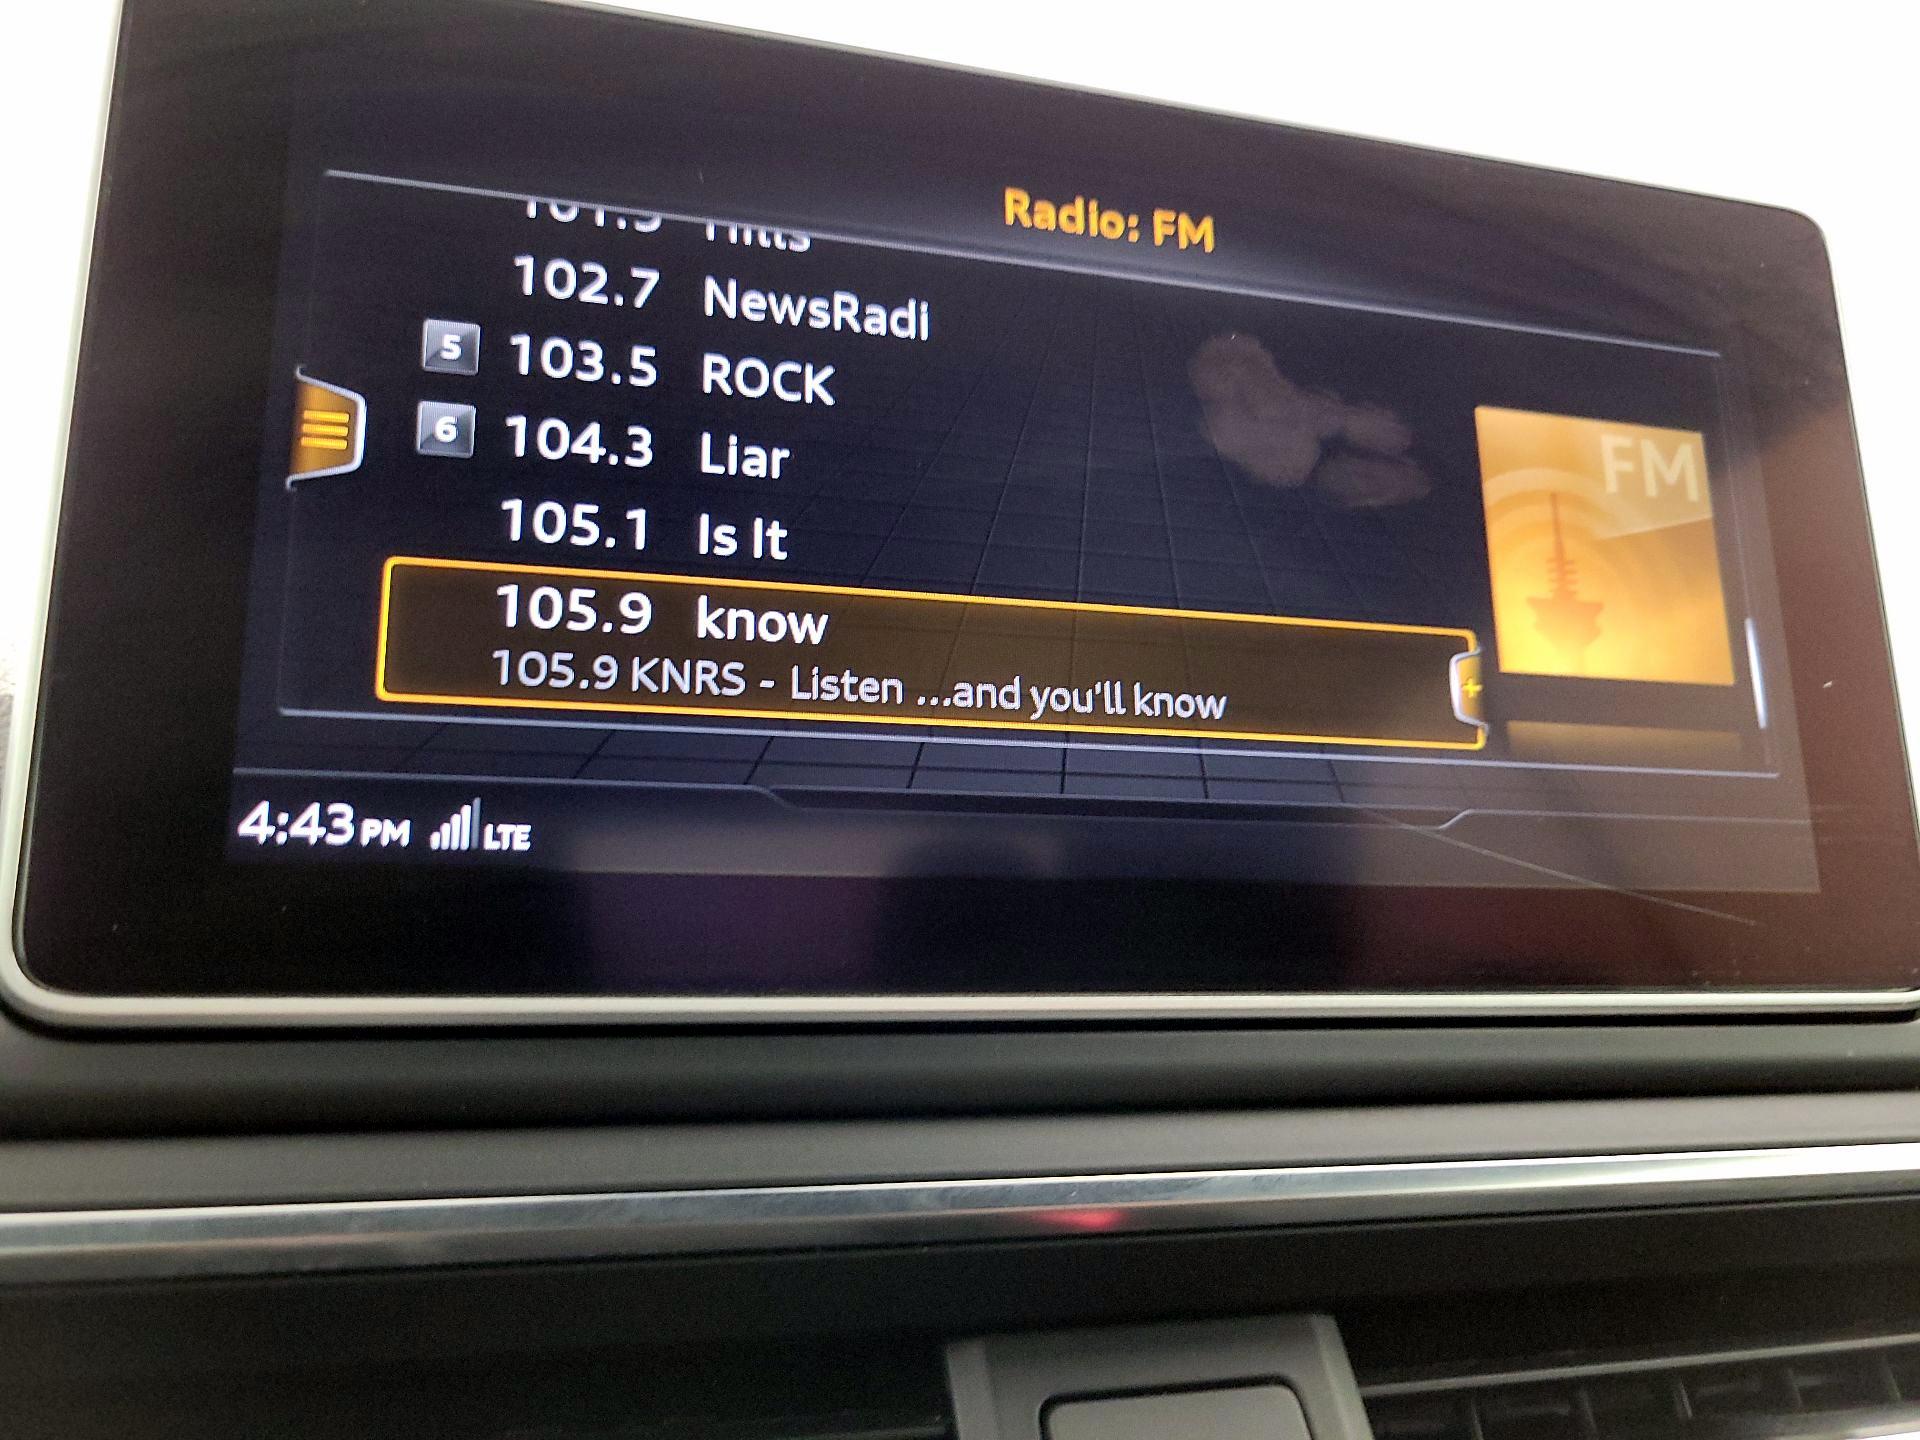 Radio: FM
102.7 NewsRadi
5 103.5 ROCK
6 104.3 Liar
105.1 Is It
105.9 know
105.9 KNRS - Listen ...and you'll know
FM
4:43 PM LTE